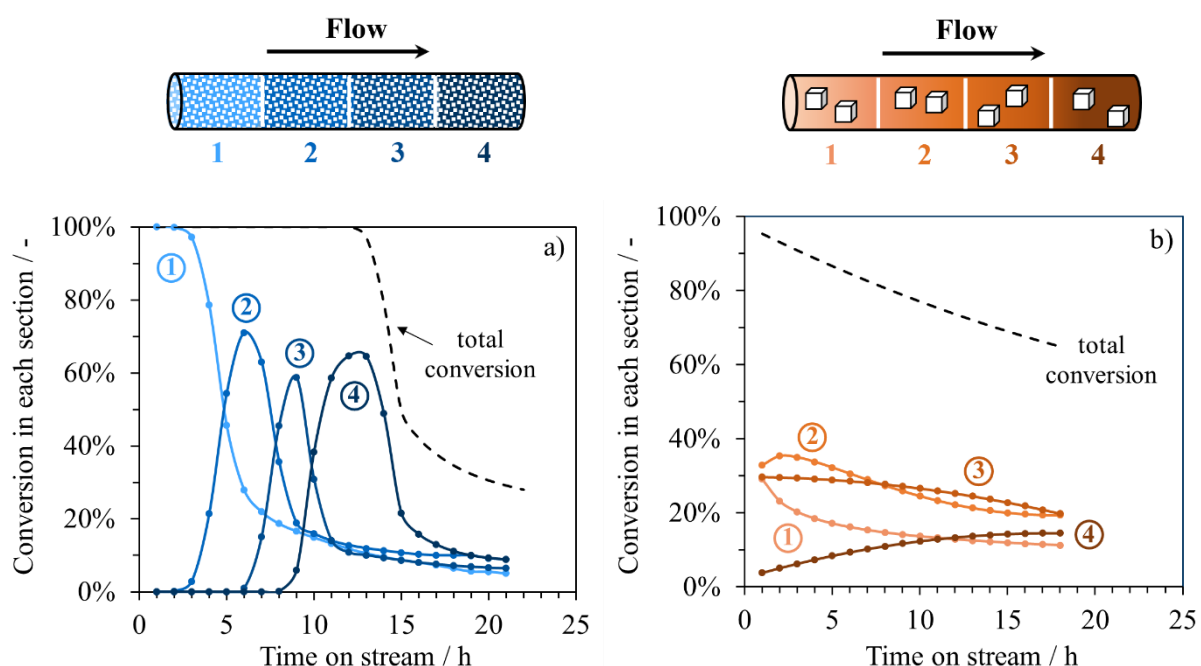 Flow
1 2 3 4
Conversion in each section / -
100%
80%
60%
40%
20%
0%
a)
1
2
3
4
total
conversion
0 5 10 15 20 25
Time on stream / h
Flow
1 2 3 4
Conversion in each section / -
100%
80%
60%
40%
20%
0%
b)
total
conversion
2
3
1
4
0 5 10 15 20 25
Time on stream / h